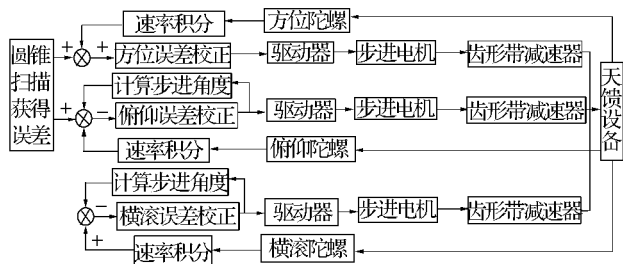 速率积分
方位陀螺
圆锥
扫描
获得
误差
+
+
方位误差校正
驱动器
步进电机
齿形带减速器
计算步进角度
+
−
俯仰误差校正
驱动器
步进电机
齿形带减速器
天馈设备
速率积分
俯仰陀螺
计算步进角度
−
横滚误差校正
驱动器
步进电机
齿形带减速器
+
速率积分
横滚陀螺